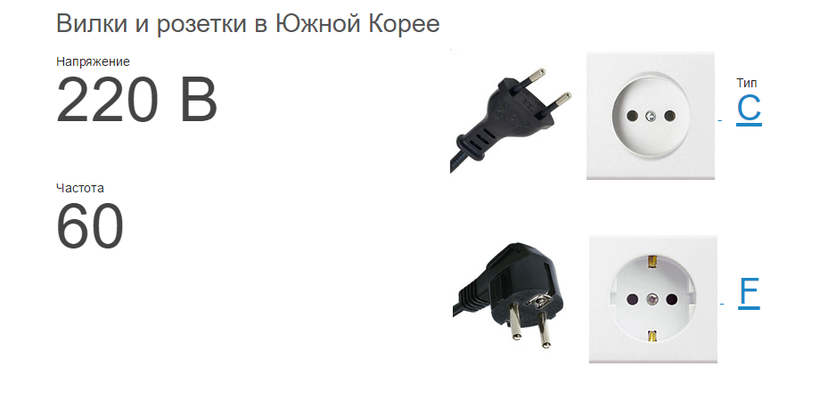 Вилки и розетки в Южной Корее
Напряжение
220 В
Частота
60
Тип
C
F